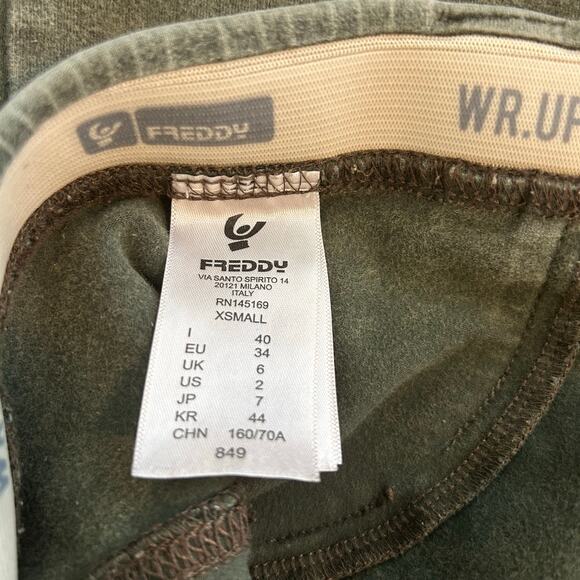 FREDDY
WR.UP
FREDDY
VIA SANTO SPIRITO 14
20121 MILANO
ITALY
RN145169
XSMALL
I 40
EU 34
UK 6
US 2
JP 7
KR 44
CHN 160/70A
849